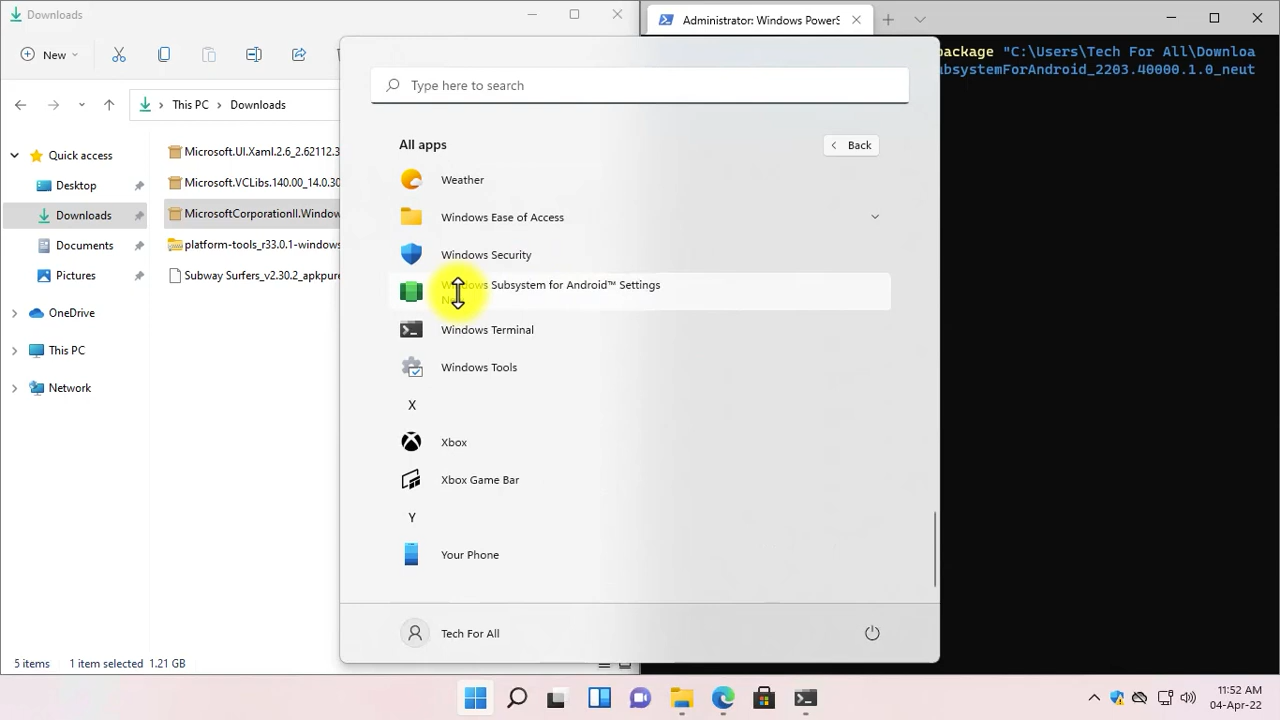 Downloads
Administrator: Windows PowerS
New
package "C:\Users\Tech For All\Downloa
ubsystemForAndroid_2203.40000.1.0_neut
Type here to search
This PC
Downloads
All apps
Back
Quick access
Desktop
Downloads
Documents
Pictures
OneDrive
This PC
Network
Microsoft.UI.Xaml.2.6_2.62112.3
Microsoft.VCLibs.140.00_14.0.30
MicrosoftCorporationII.Window
platform-tools_r33.0.1-windows
Subway Surfers_v2.30.2_apkpure
Weather
Windows Ease of Access
Windows Security
Windows Subsystem for Android™ Settings
Windows Terminal
Windows Tools
X
Xbox
Xbox Game Bar
Y
Your Phone
Tech For All
5 items
1 item selected 1.21 GB
11:52 AM
04-Apr-22